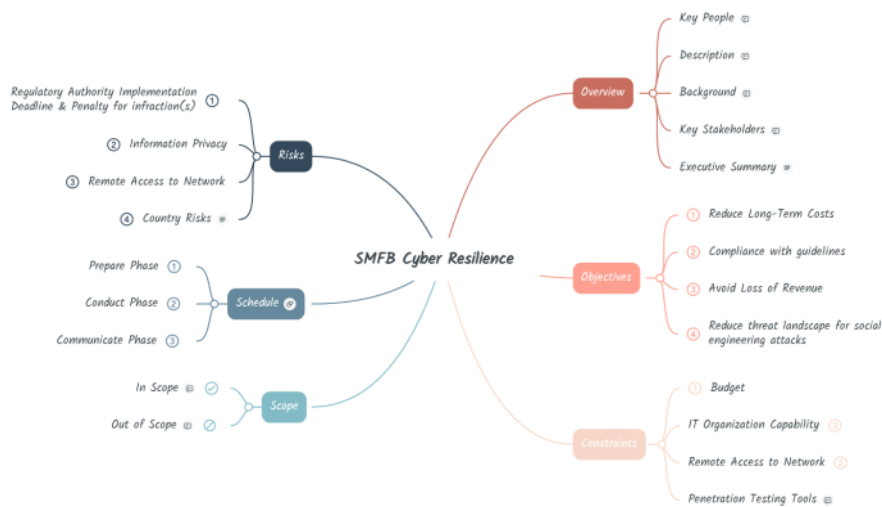 SMFB Cyber Resilience
Overview
Key People
Description
Background
Key Stakeholders
Executive Summary
Objectives
1 Reduce Long-Term Costs
2 Compliance with guidelines
3 Avoid Loss of Revenue
4 Reduce threat landscape for social
engineering attacks
Constraints
1 Budget
IT Organization Capability 3
Remote Access to Network 2
Penetration Testing Tools
Risks
Regulatory Authority Implementation
Deadline & Penalty for infraction(s) 1
2 Information Privacy
3 Remote Access to Network
4 Country Risks
Schedule
Prepare Phase 1
Conduct Phase 2
Communicate Phase 3
Scope
In Scope
Out of Scope